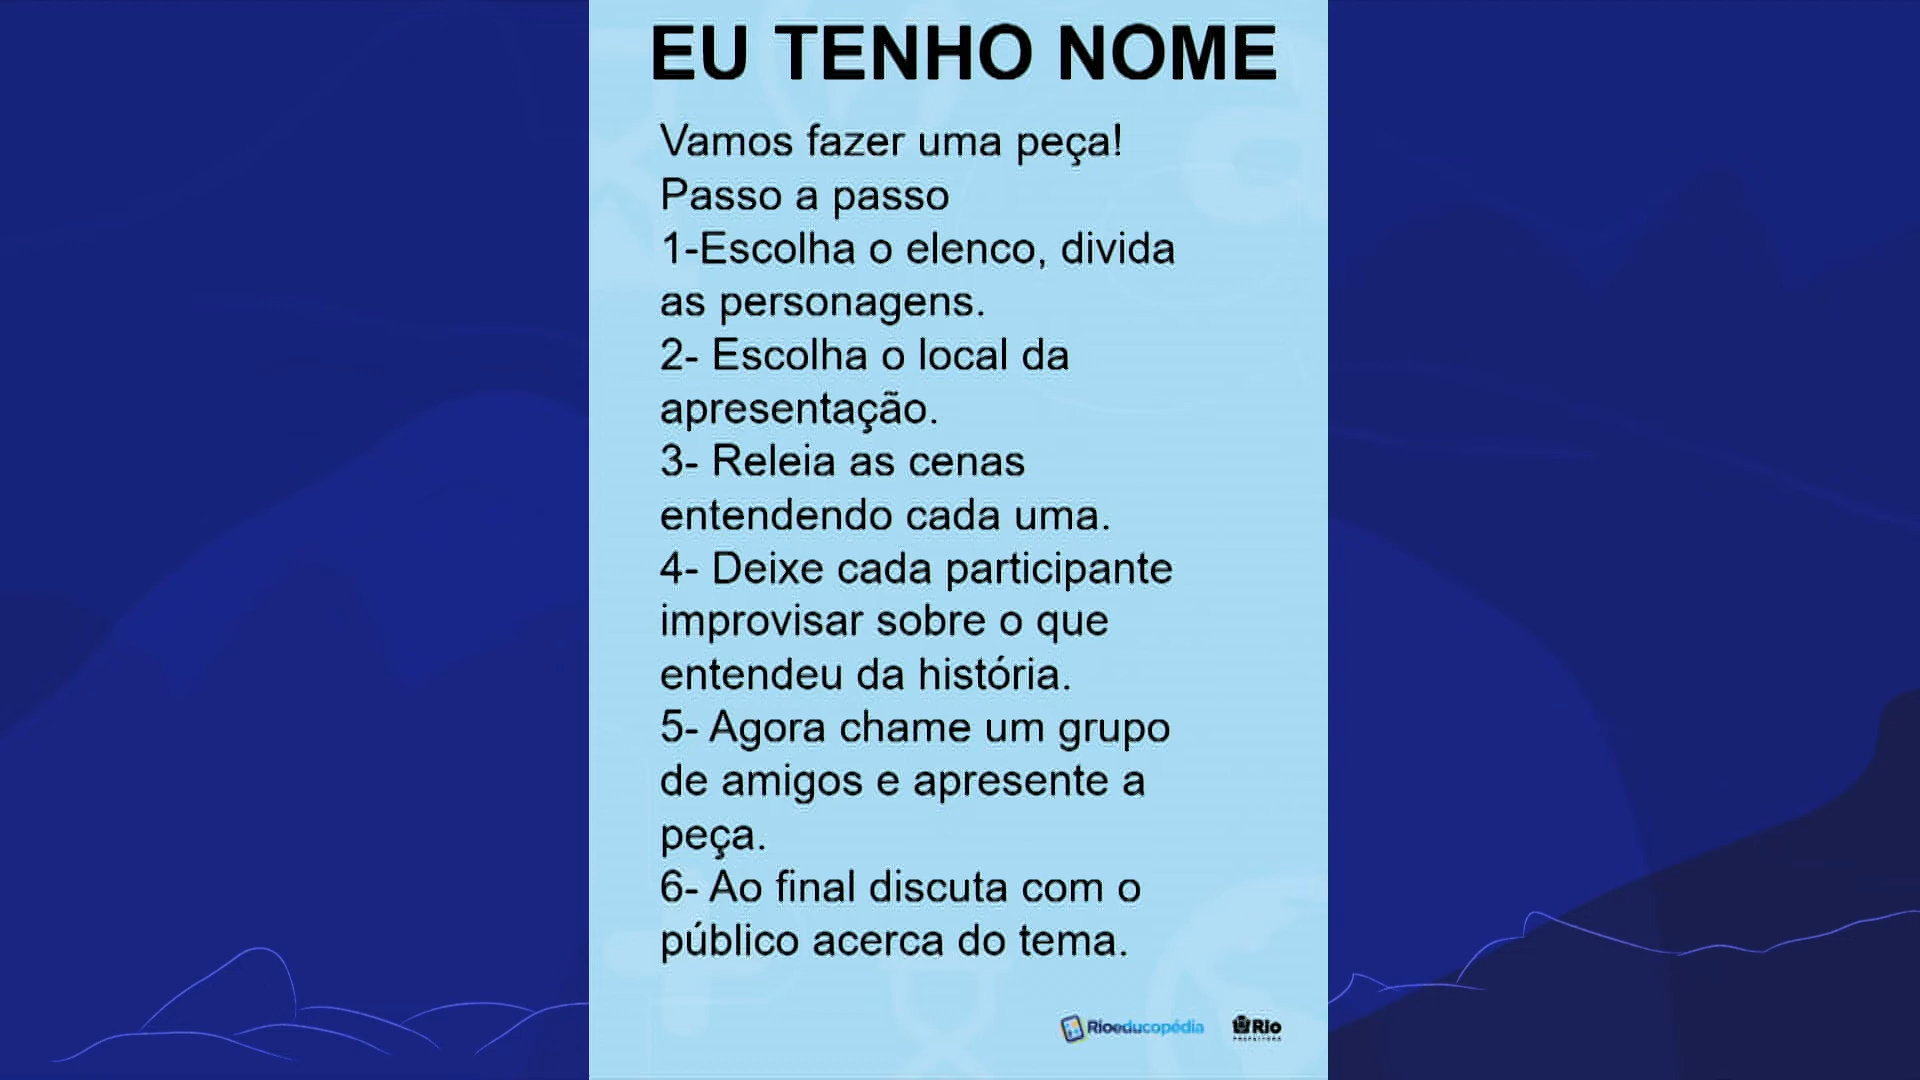 EU TENHO NOME
Vamos fazer uma peça!
Passo a passo
1-Escolha o elenco, divida
as personagens.
2- Escolha o local da
apresentação.
3- Releia as cenas
entendendo cada uma.
4- Deixe cada participante
improvisar sobre o que
entendeu da história.
5- Agora chame um grupo
de amigos e apresente a
peça.
6- Ao final discuta com o
público acerca do tema.
Rioeducopédia
Rio
PREFEITURA